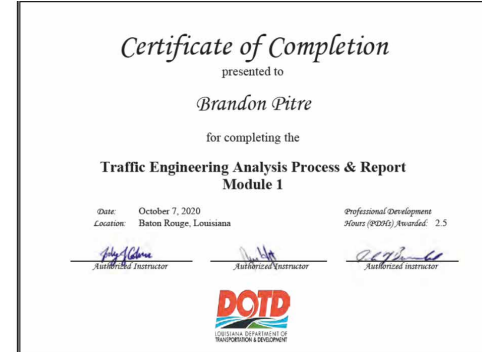 Certificate of Completion
presented to
Brandon Pitre
for completing the
Traffic Engineering Analysis Process & Report
Module 1
Date: October 7, 2020
Location: Baton Rouge, Louisiana
Professional Development
Hours (PDHs) Awarded: 2.5
Authorized Instructor
Authorized Instructor
Authorized instructor
DOTD
LOUISIANA DEPARTMENT OF
TRANSPORTATION & DEVELOPMENT